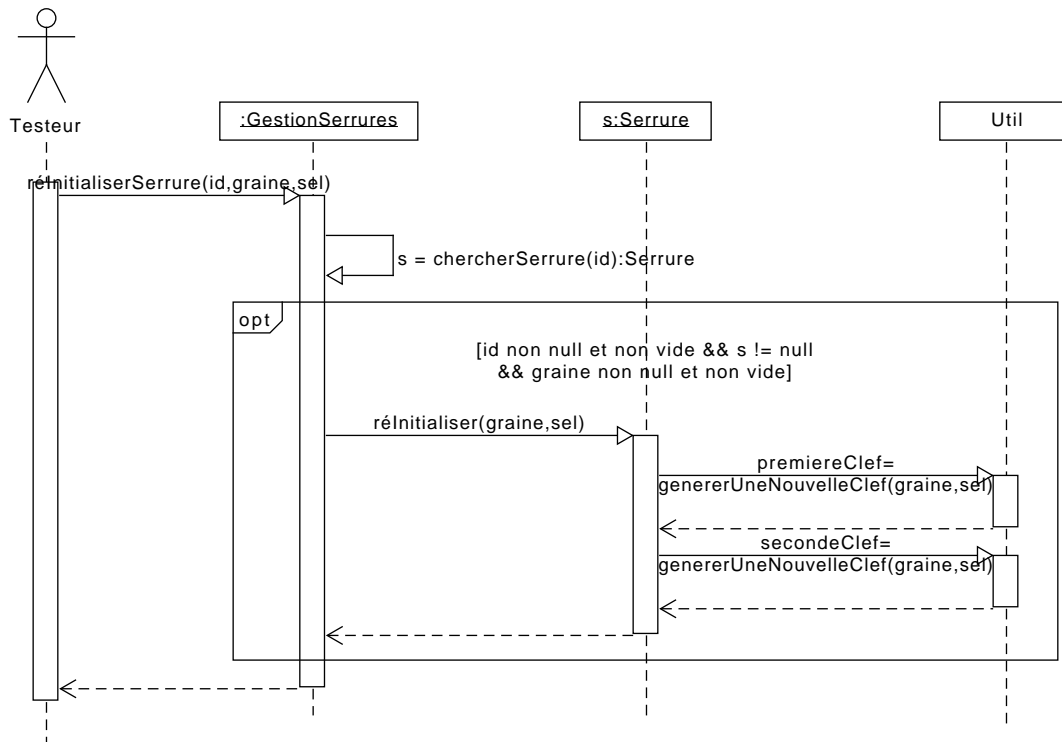 Testeur
:GestionSerrures
s:Serrure
Util
réInitialiserSerrure(id,graine,sel)
s = chercherSerrure(id):Serrure
opt
[id non null et non vide && s != null
&& graine non null et non vide]
réInitialiser(graine,sel)
premiereClef=
genererUneNouvelleClef(graine,sel)
secondeClef=
genererUneNouvelleClef(graine,sel)